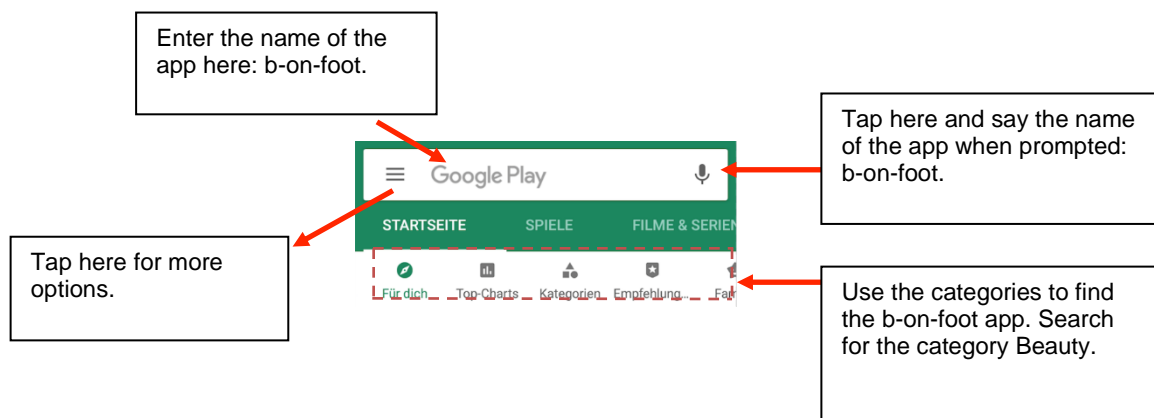 Enter the name of the
app here: b-on-foot.
Tap here and say the name
of the app when prompted:
b-on-foot.
Google Play
STARTSEITE SPIELE FILME & SERIEN
Tap here for more
options.
Für dich Top-Charts Kategorien Empfehlung...
Use the categories to find
the b-on-foot app. Search
for the category Beauty.